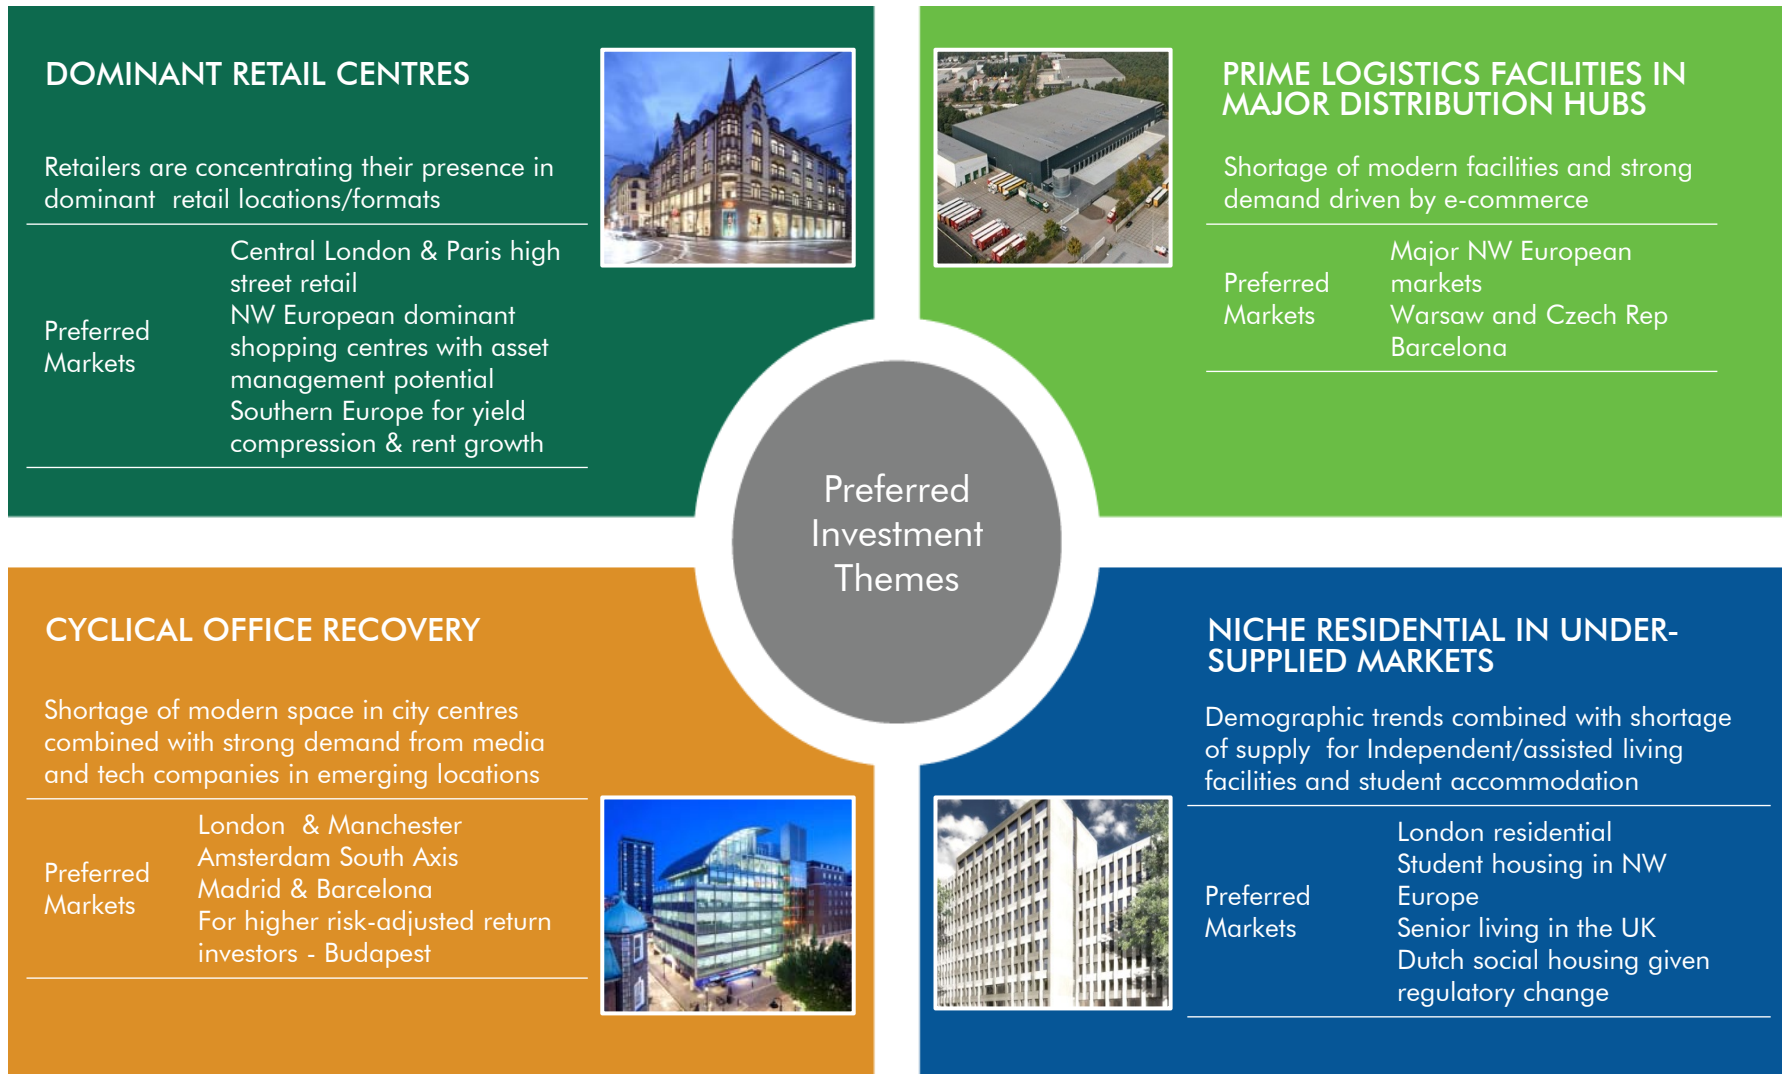 DOMINANT RETAIL CENTRES
Retailers are concentrating their presence in
dominant retail locations/formats
Preferred
Markets
Central London & Paris high
street retail
NW European dominant
shopping centres with asset
management potential
Southern Europe for yield
compression & rent growth
PRIME LOGISTICS FACILITIES IN
MAJOR DISTRIBUTION HUBS
Shortage of modern facilities and strong
demand driven by e-commerce
Preferred
Markets
Major NW European
markets
Warsaw and Czech Rep
Barcelona
Preferred
Investment
Themes
CYCLICAL OFFICE RECOVERY
Shortage of modern space in city centres
combined with strong demand from media
and tech companies in emerging locations
Preferred
Markets
London & Manchester
Amsterdam South Axis
Madrid & Barcelona
For higher risk-adjusted return
investors - Budapest
NICHE RESIDENTIAL IN UNDER-
SUPPLIED MARKETS
Demographic trends combined with shortage
of supply for Independent/assisted living
facilities and student accommodation
Preferred
Markets
London residential
Student housing in NW
Europe
Senior living in the UK
Dutch social housing given
regulatory change